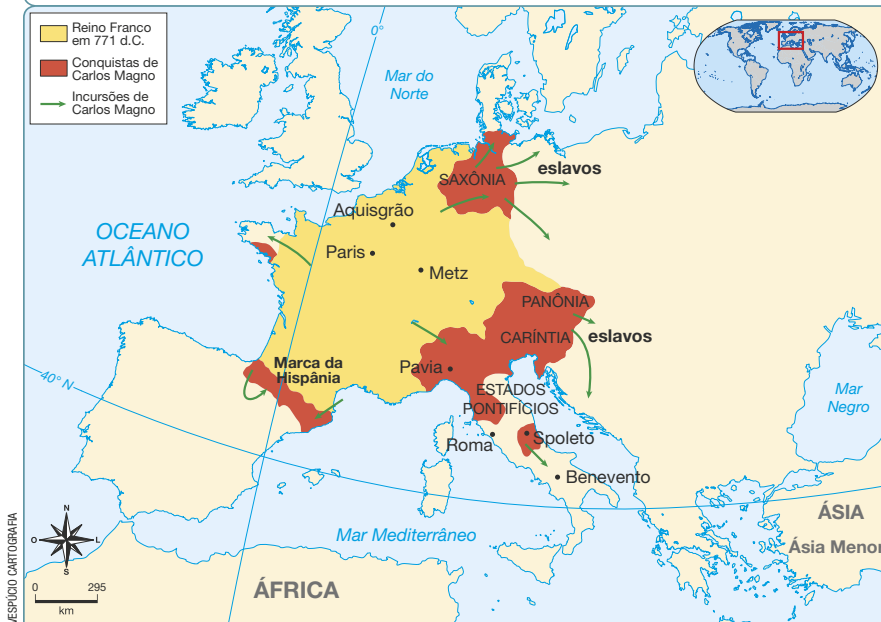 Reino Franco
em 771 d.C.
Conquistas de
Carlos Magno
Incursões de
Carlos Magno
0°
Mar do
Norte
eslavos
SAXÔNIA
Aquisgrão
OCEANO
ATLÂNTICO
Paris
Metz
PANÔNIA
CARÍNTIA
eslavos
Marca da
Hispânia
Pavia
40° N
ESTADOS
PONTIFÍCIOS
Mar
Negro
Roma
Spoleto
Benevento
N
O
L
S
Mar Mediterrâneo
ÁSIA
Ásia Menor
ÁFRICA
0
295
km
VESPÚCIO CARTOGRAFIA